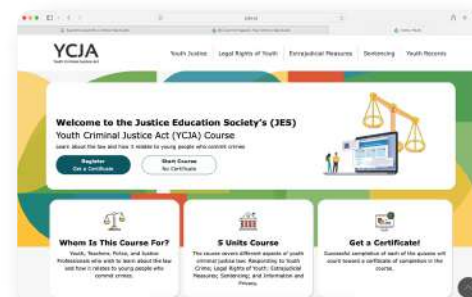 YCJA
Youth Criminal Justice Act
Youth Justice
Legal Rights of Youth
Extrajudicial Measures
Sentencing
Youth Records
Welcome to the Justice Education Society's (JES)
Youth Criminal Justice Act (YCJA) Course
Learn about the law and how it relates to young people who commit crimes
Register
Get a Certificate
Start Course
No Certificate
Whom Is This Course For?
Youth, Teachers, Police, and Justice
Professionals who wish to learn about the law
and how it relates to young people who
commit crimes.
5 Units Course
The course covers different aspects of youth
criminal justice law: Responding to Youth
Crime; Legal Rights of Youth; Extrajudicial
Measures; Sentencing; and Information and
Privacy.
Get a Certificate!
Successful completion of each of the quizzes will
count toward a certificate of completion in the
course.